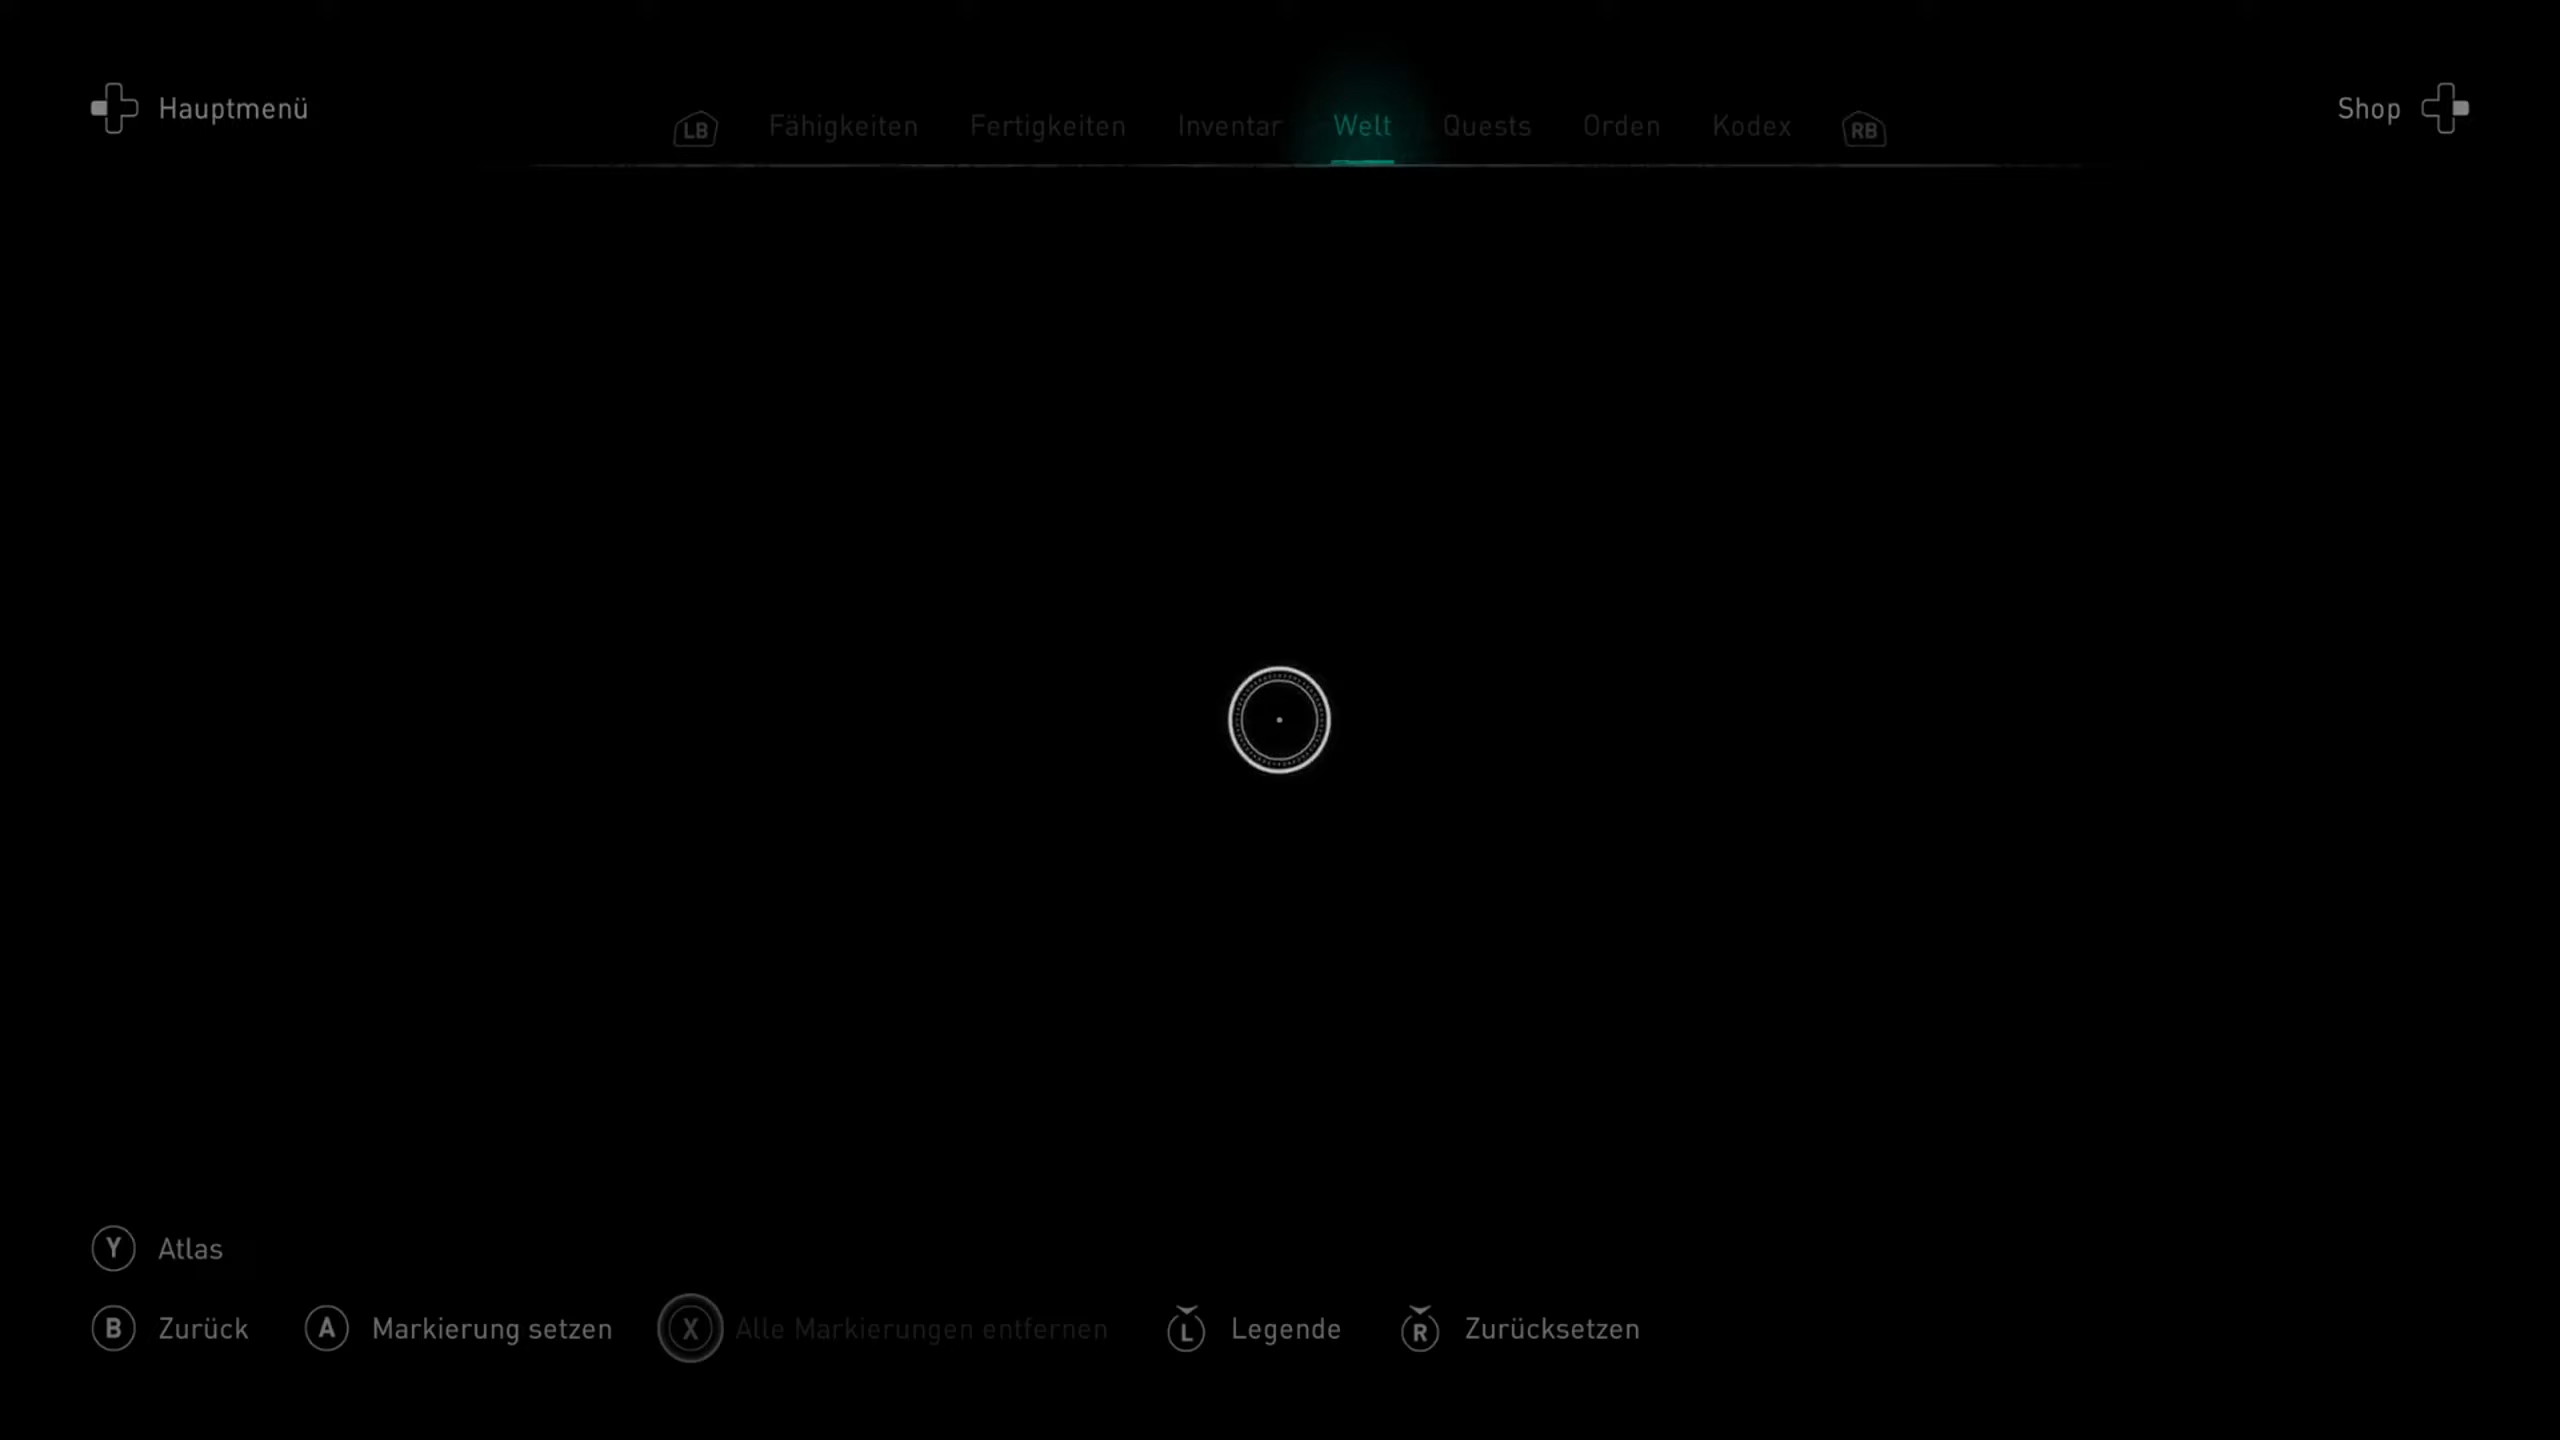 Hauptmenü
LB Fähigkeiten Fertigkeiten Inventar Welt Quests Orden Kodex RB
Shop
Y Atlas
B Zurück A Markierung setzen X Alle Markierungen entfernen L Legende R Zurücksetzen